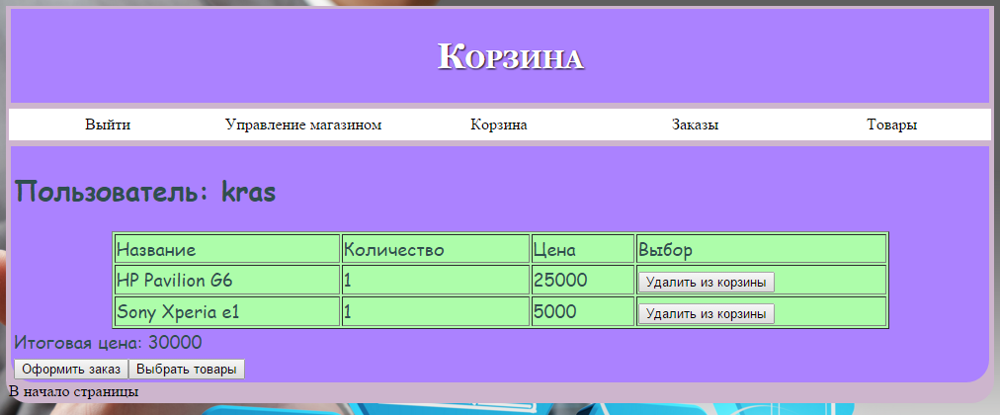 Корзина
Выйти Управление магазином Корзина Заказы Товары
Пользователь: kras
Название Количество Цена Выбор
HP Pavilion G6 1 25000 Удалить из корзины
Sony Xperia e1 1 5000 Удалить из корзины
Итоговая цена: 30000
Оформить заказ Выбрать товары
В начало страницы